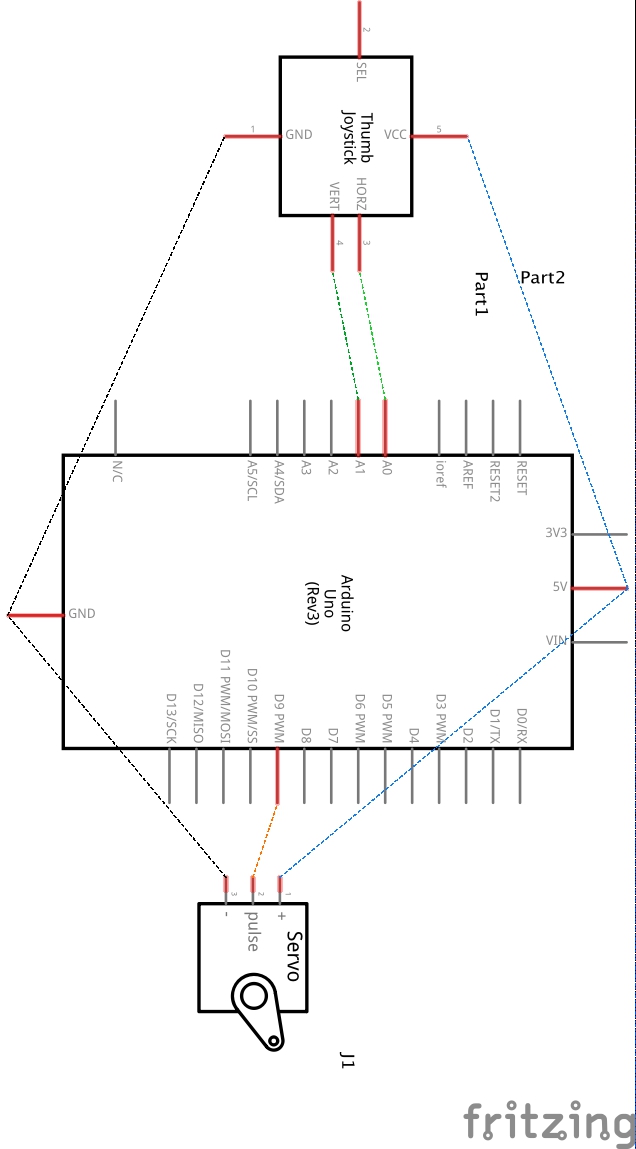 2
SEL
1
GND
Thumb
Joystick
VCC
5
VERT
HORZ
4
3
Part1
Part2
N/C
A5/SCL
A4/SDA
A3
A2
A1
A0
ioref
AREF
RESET2
RESET
3V3
5V
VIN
GND
Arduino
Uno
(Rev3)
D13/SCK
D12/MISO
D11 PWM/MOSI
D10 PWM/SS
D9 PWM
D8
D7
D6 PWM
D5 PWM
D4
D3 PWM
D2
D1/TX
D0/RX
3
2
1
-
pulse
+
Servo
J1
fritzing